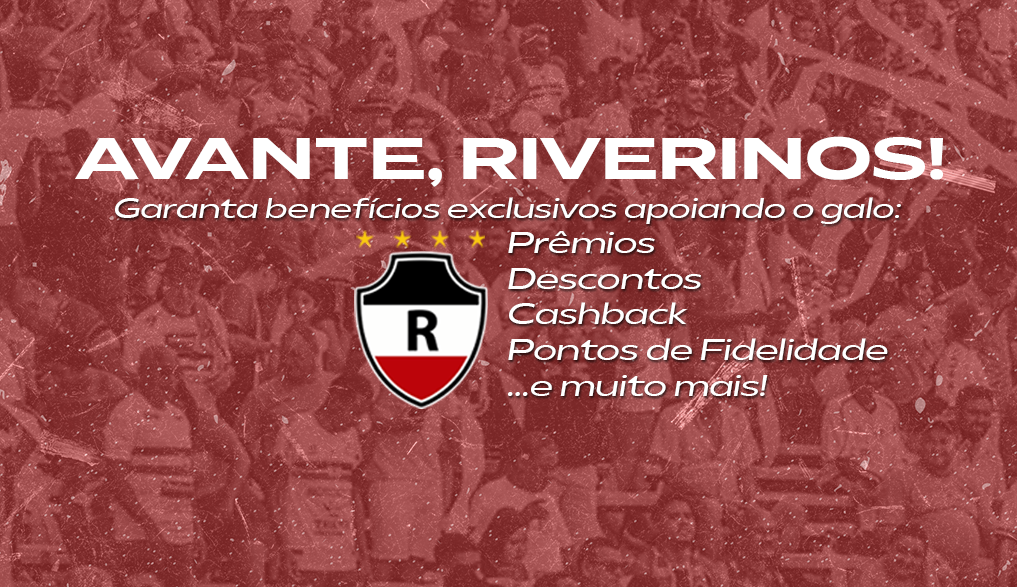 AVANTE, RIVERINOS!
Garanta benefícios exclusivos apoiando o galo:
Prêmios
Descontos
Cashback
Pontos de Fidelidade
...e muito mais!
R